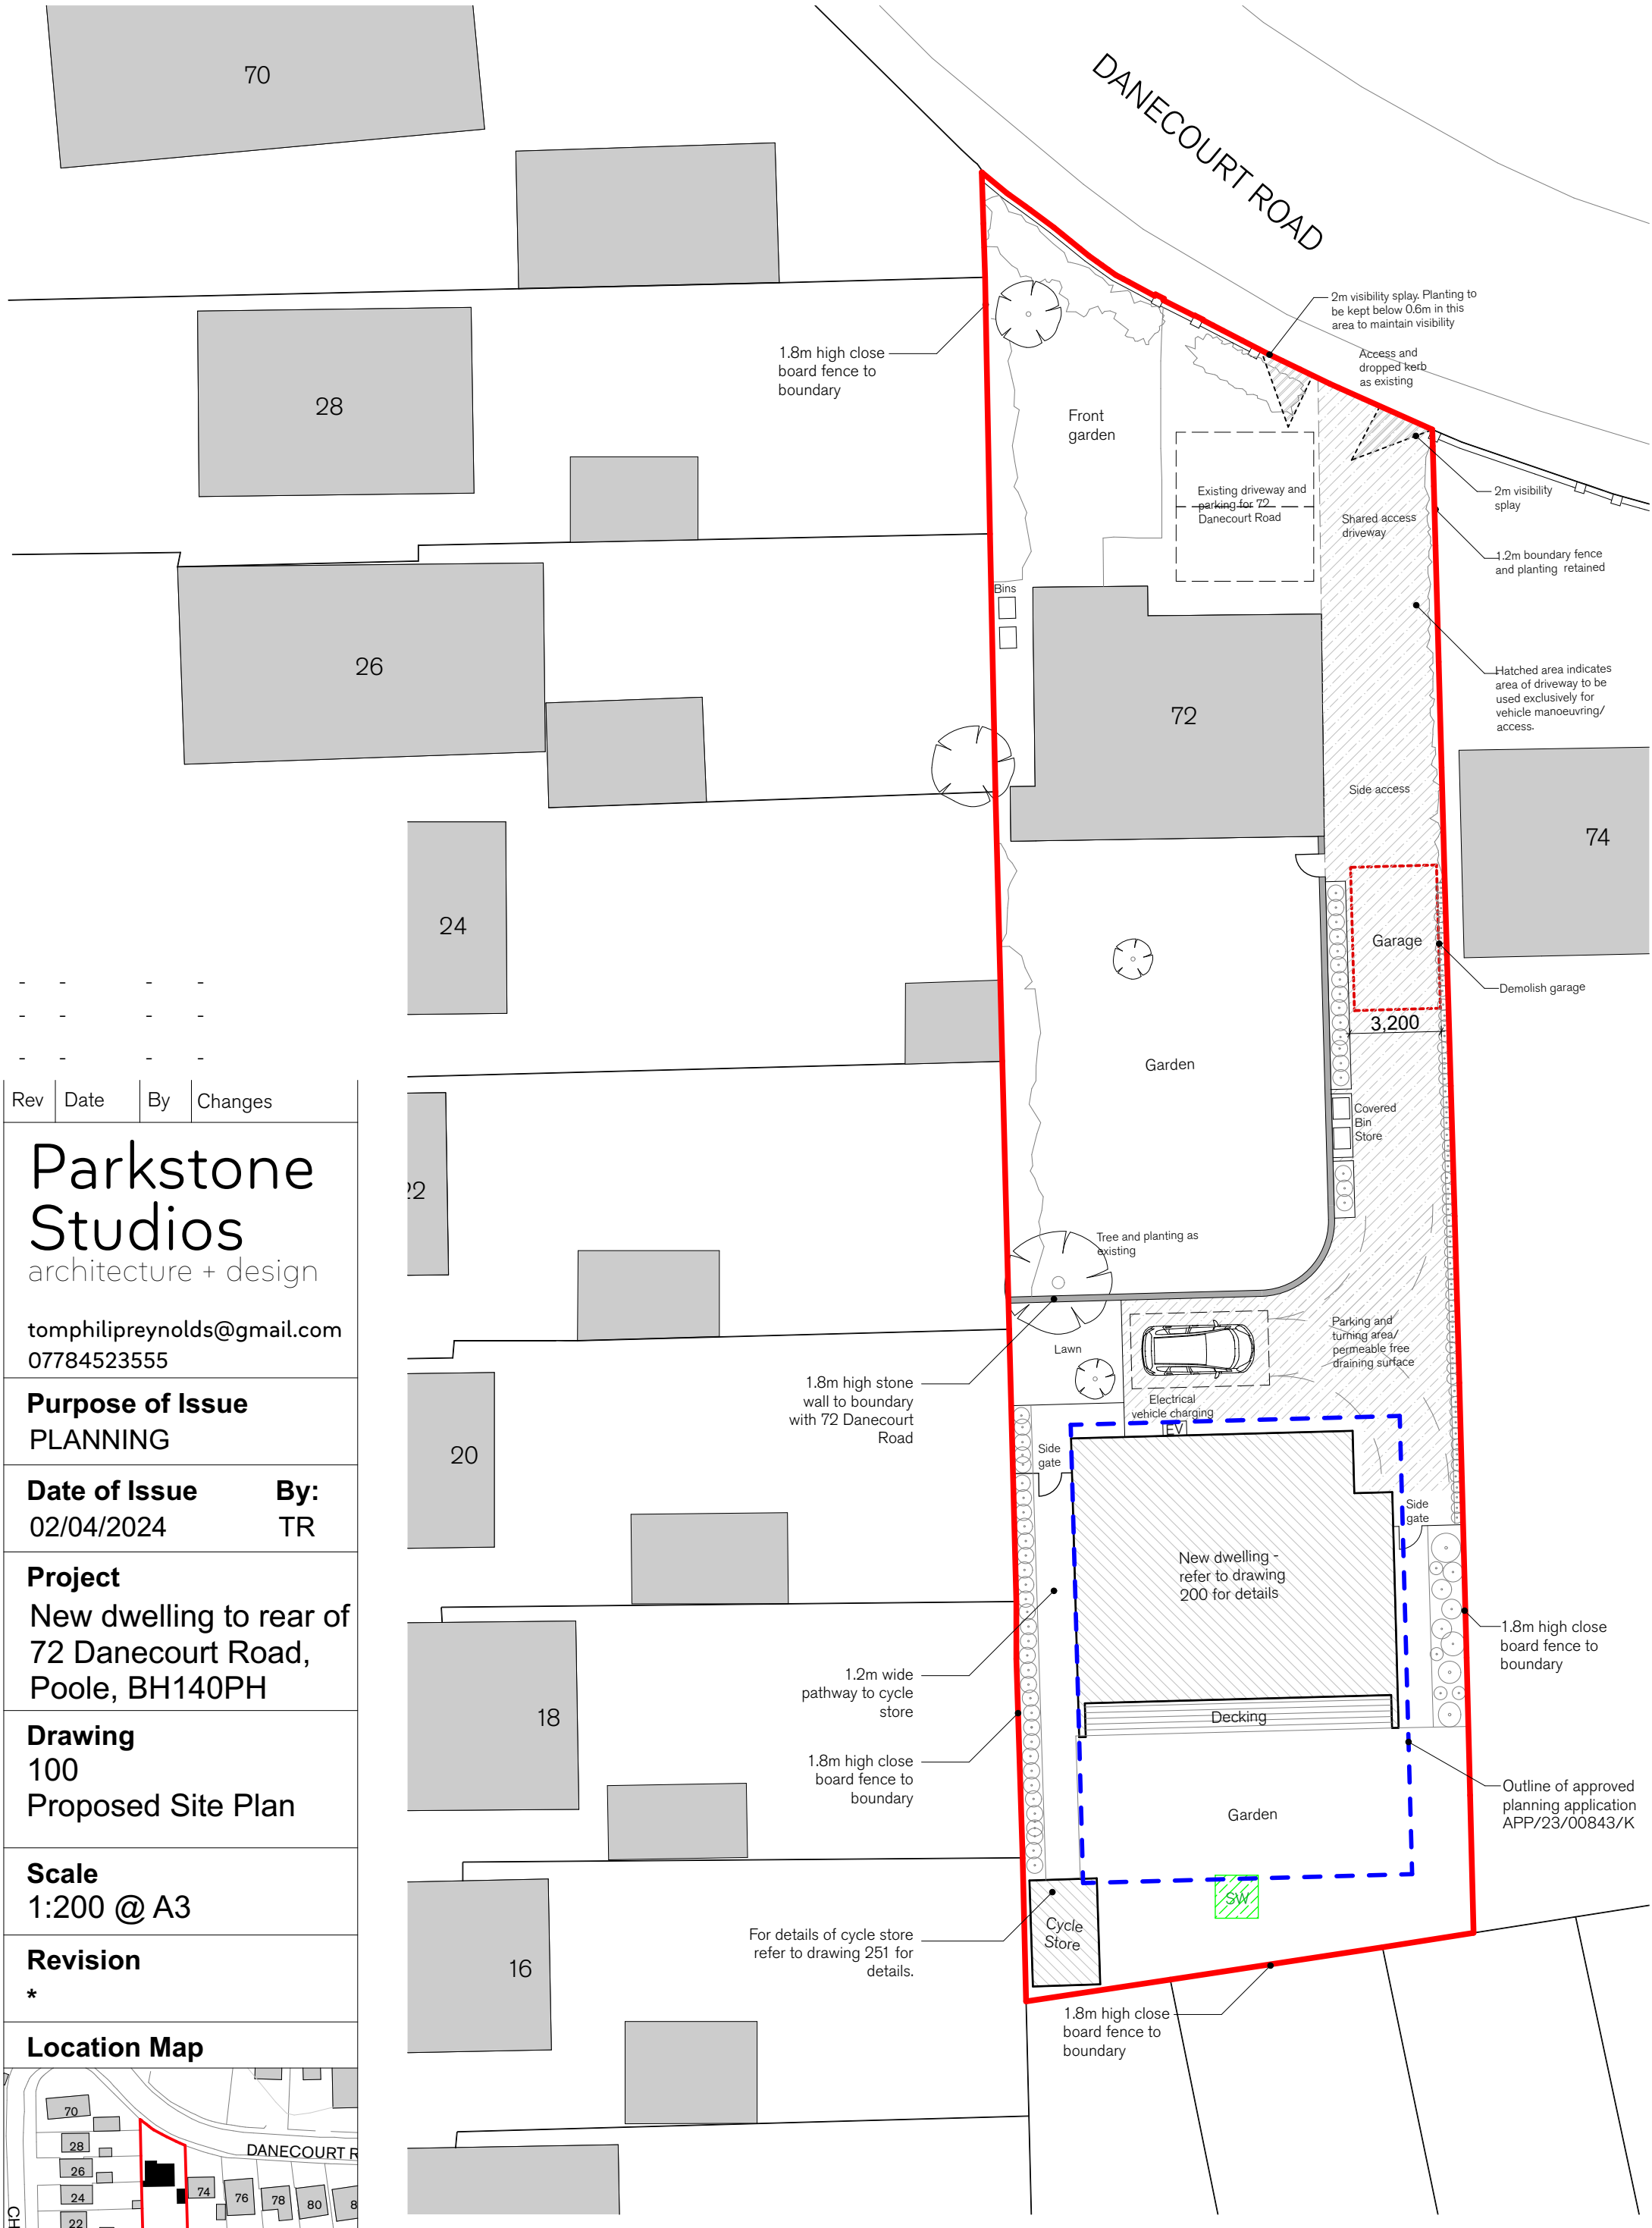 70
DANECOURT ROAD
2m visibility splay. Planting to
be kept below 0.6m in this
area to maintain visibility
1.8m high close
board fence to
boundary
Access and
dropped kerb
as existing
28
Front
garden
Existing driveway and
parking for 72
Danecourt Road
2m visibility
splay
Shared access
driveway
1.2m boundary fence
and planting retained
Bins
26
72
Hatched area indicates
area of driveway to be
used exclusively for
vehicle manoeuvring/
access.
Side access
74
24
Garage
Demolish garage
3,200
Garden
Covered
Bin
Store
22
Tree and planting as
existing
Parking and
turning area/
permeable free
draining surface
Lawn
1.8m high stone
wall to boundary
with 72 Danecourt
Road
Electrical
vehicle charging
EV
20
Side
gate
Side
gate
New dwelling -
refer to drawing
200 for details
1.8m high close
board fence to
boundary
1.2m wide
pathway to cycle
store
18
Decking
1.8m high close
board fence to
boundary
Outline of approved
planning application
APP/23/00843/K
Garden
SW
For details of cycle store
refer to drawing 251 for
details.
Cycle
Store
16
1.8m high close
board fence to
boundary
- - - -
- - - -
- - - -
Rev Date By Changes
Parkstone
Studios
architecture + design
tomphilipreynolds@gmail.com
07784523555
Purpose of Issue
PLANNING
Date of Issue By:
02/04/2024 TR
Project
New dwelling to rear of
72 Danecourt Road,
Poole, BH140PH
Drawing
100
Proposed Site Plan
Scale
1:200 @ A3
Revision
*
Location Map
70
28
DANECOURT R
26
74
24
76
78
80
8
22
CH